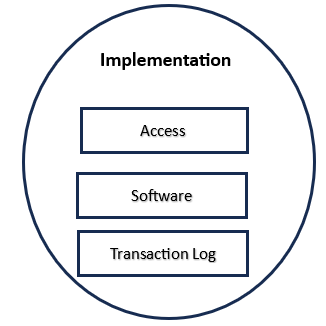 Implementation
Access
Software
Transaction Log